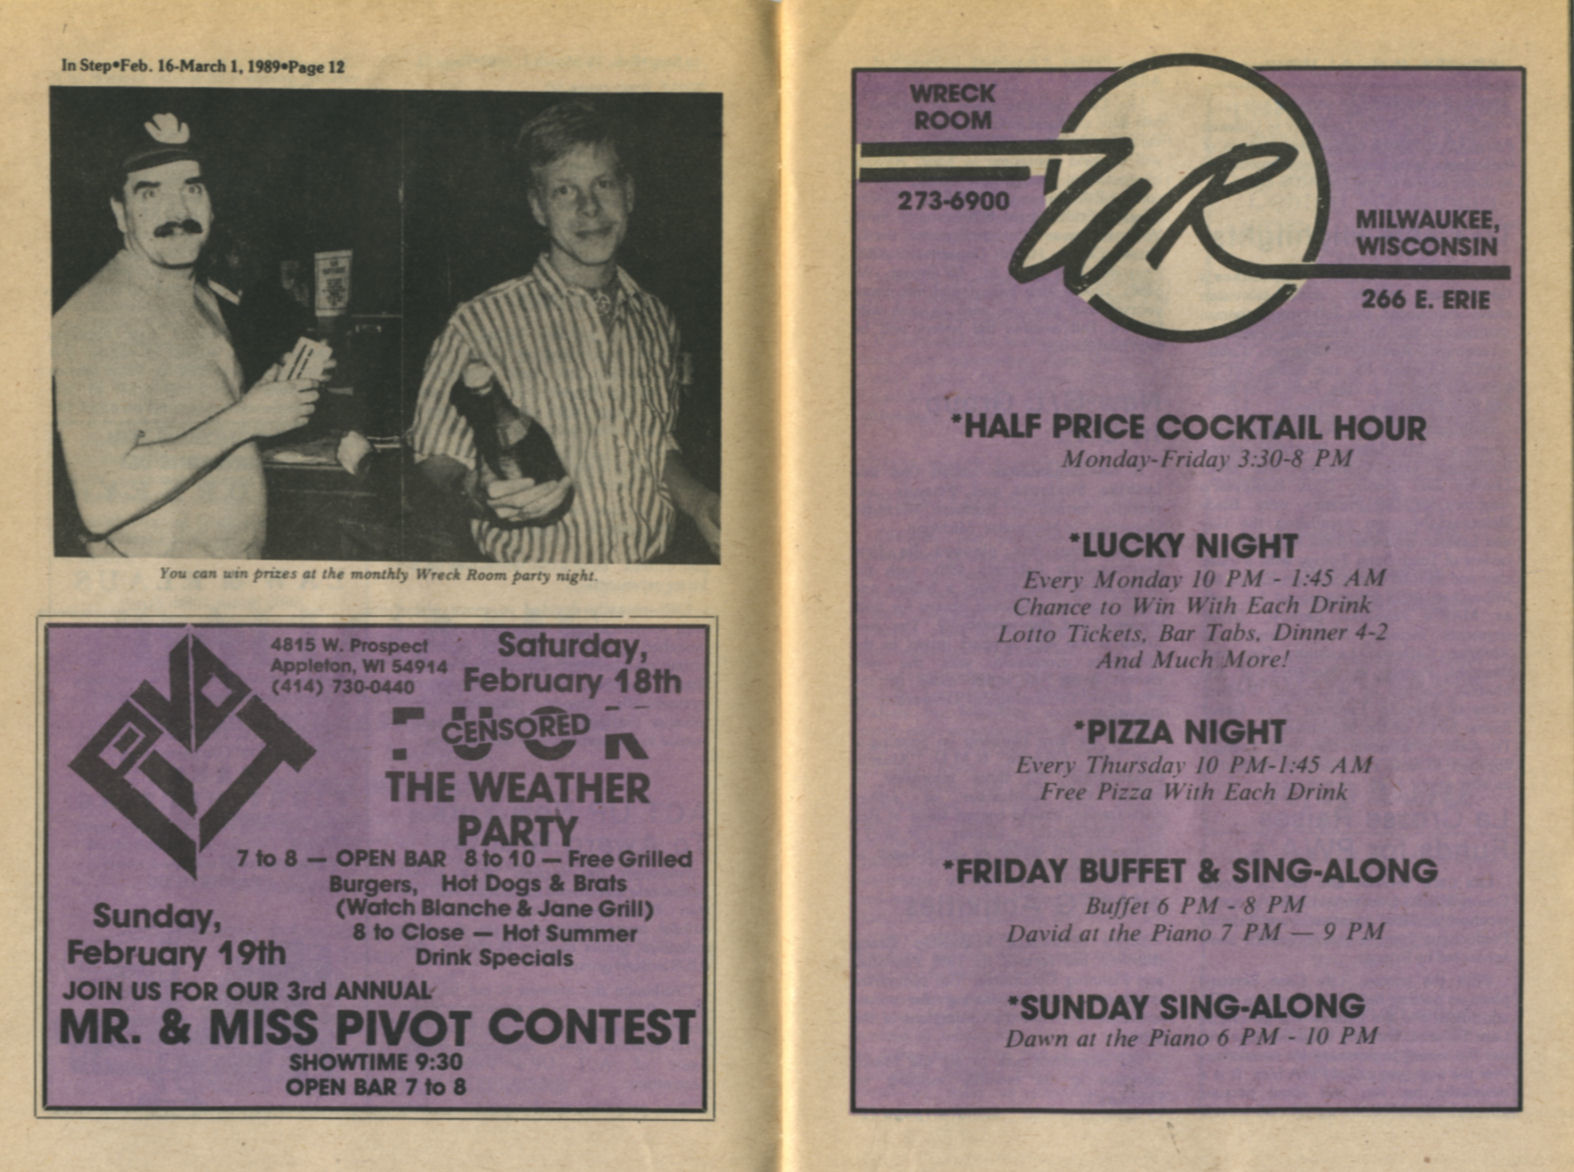 In Step•Feb. 16-March 1, 1989•Page 12
You can win prizes at the monthly Wreck Room party night.
PIVOT
4815 W. Prospect
Appleton, WI 54914
(414) 730-0440
Saturday,
February 18th
FUCK
CENSORED
THE WEATHER
PARTY
7 to 8 — OPEN BAR 8 to 10 — Free Grilled
Burgers, Hot Dogs & Brats
(Watch Blanche & Jane Grill)
8 to Close — Hot Summer
Drink Specials
Sunday,
February 19th
JOIN US FOR OUR 3rd ANNUAL
MR. & MISS PIVOT CONTEST
SHOWTIME 9:30
OPEN BAR 7 to 8
WRECK
ROOM
273-6900
WR
MILWAUKEE,
WISCONSIN
266 E. ERIE
*HALF PRICE COCKTAIL HOUR
Monday-Friday 3:30-8 PM
*LUCKY NIGHT
Every Monday 10 PM - 1:45 AM
Chance to Win With Each Drink
Lotto Tickets, Bar Tabs, Dinner 4-2
And Much More!
*PIZZA NIGHT
Every Thursday 10 PM-1:45 AM
Free Pizza With Each Drink
*FRIDAY BUFFET & SING-ALONG
Buffet 6 PM - 8 PM
David at the Piano 7 PM — 9 PM
*SUNDAY SING-ALONG
Dawn at the Piano 6 PM - 10 PM